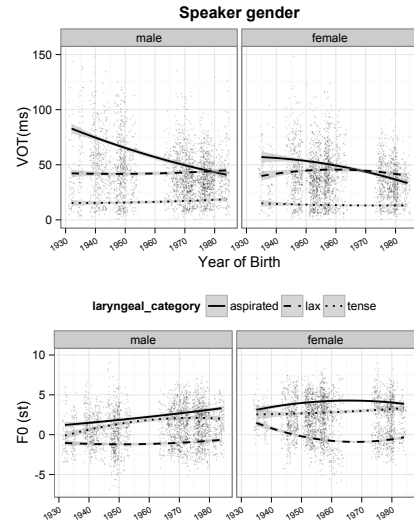 Speaker gender
male female
VOT(ms)
150
100
50
0
1930 1940 1950 1960 1970 1980 1930 1940 1950 1960 1970 1980
Year of Birth
laryngeal_category aspirated lax tense
male female
F0 (st)
10
5
0
-5
1930 1940 1950 1960 1970 1980 1930 1940 1950 1960 1970 1980